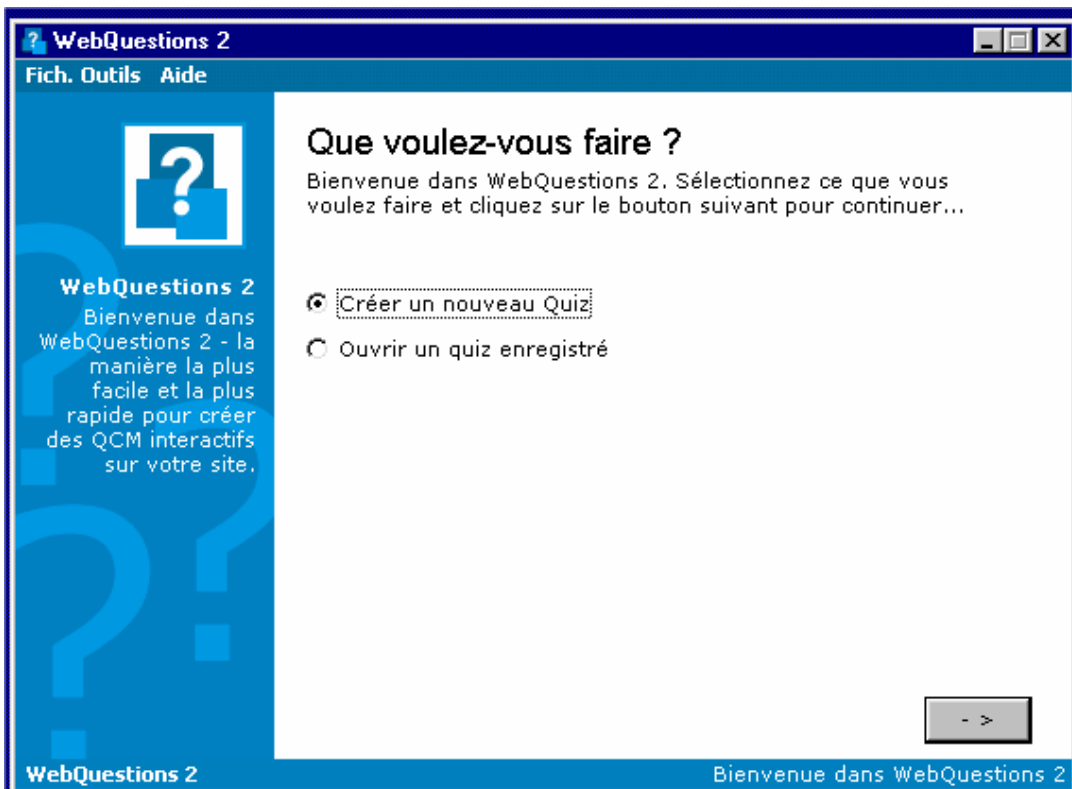 WebQuestions 2
Fich. Outils Aide
Que voulez-vous faire ?
Bienvenue dans WebQuestions 2. Sélectionnez ce que vous
voulez faire et cliquez sur le bouton suivant pour continuer...
WebQuestions 2
Bienvenue dans
WebQuestions 2 - la
manière la plus
facile et la plus
rapide pour créer
des QCM interactifs
sur votre site.
Créer un nouveau Quiz
Ouvrir un quiz enregistré
- >
WebQuestions 2
Bienvenue dans WebQuestions 2